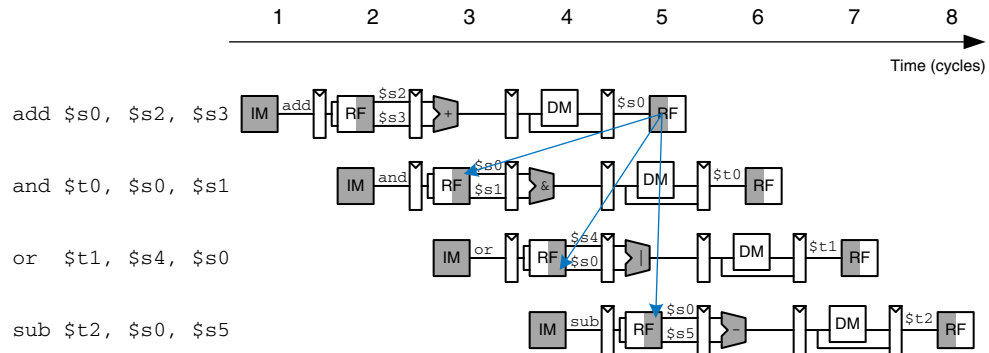 1 2 3 4 5 6 7 8
Time (cycles)
add $s0, $s2, $s3 IM add RF $s2 $s3 + DM $s0 RF
and $t0, $s0, $s1 IM and RF $s0 $s1 & DM $t0 RF
or $t1, $s4, $s0 IM or RF $s4 $s0 | DM $t1 RF
sub $t2, $s0, $s5 IM sub RF $s0 $s5 - DM $t2 RF